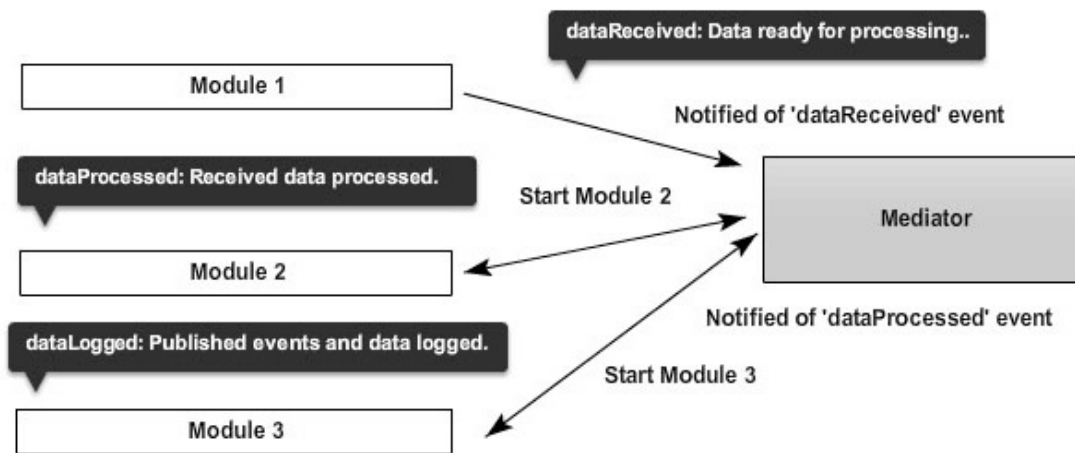 dataReceived: Data ready for processing..
Module 1
Notified of 'dataReceived' event
dataProcessed: Received data processed.
Start Module 2
Mediator
Module 2
Notified of 'dataProcessed' event
dataLogged: Published events and data logged.
Start Module 3
Module 3